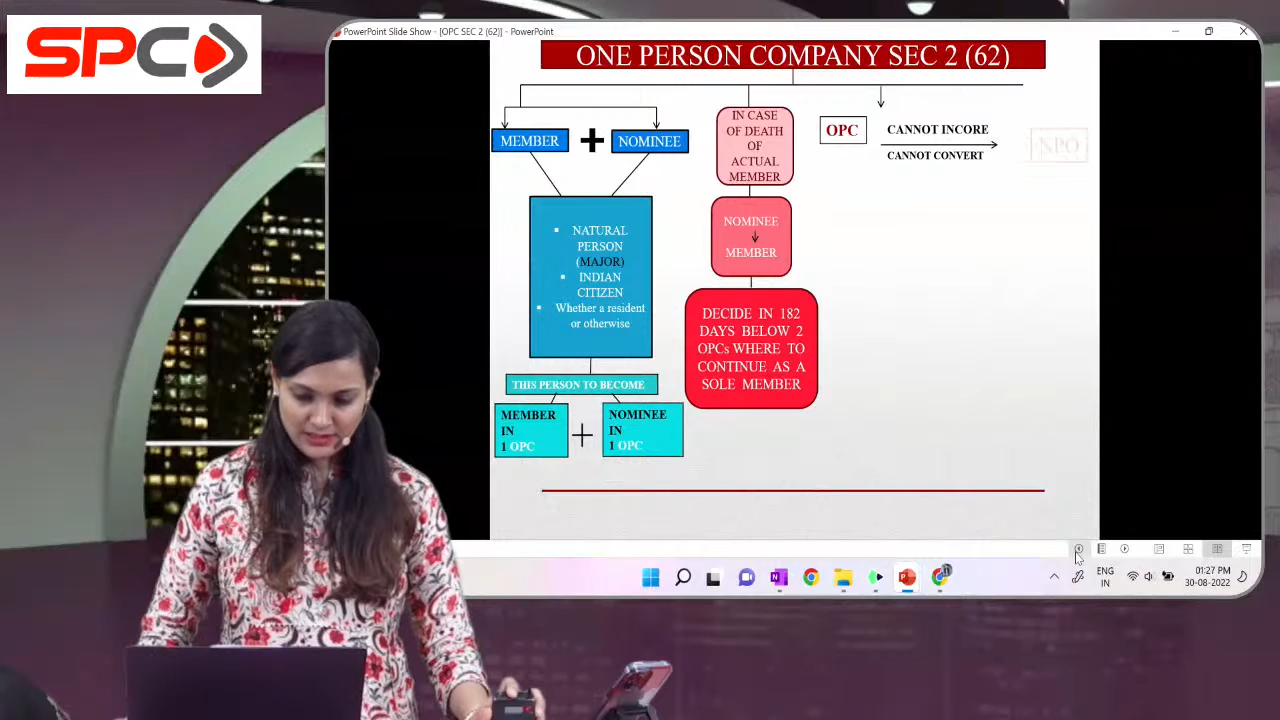 SPC
PowerPoint Slide Show - [OPC SEC 2 (62)] - PowerPoint
ONE PERSON COMPANY SEC 2 (62)
MEMBER
NOMINEE
NATURAL
PERSON
(MAJOR)
INDIAN
CITIZEN
Whether a resident
or otherwise
THIS PERSON TO BECOME
MEMBER
IN
1 OPC
NOMINEE
IN
1 OPC
IN CASE
OF DEATH
OF
ACTUAL
MEMBER
NOMINEE
MEMBER
DECIDE IN 182
DAYS BELOW 2
OPCs WHERE TO
CONTINUE AS A
SOLE MEMBER
OPC
CANNOT INCORE
CANNOT CONVERT
NPO
ENG
IN
01:27 PM
30-08-2022